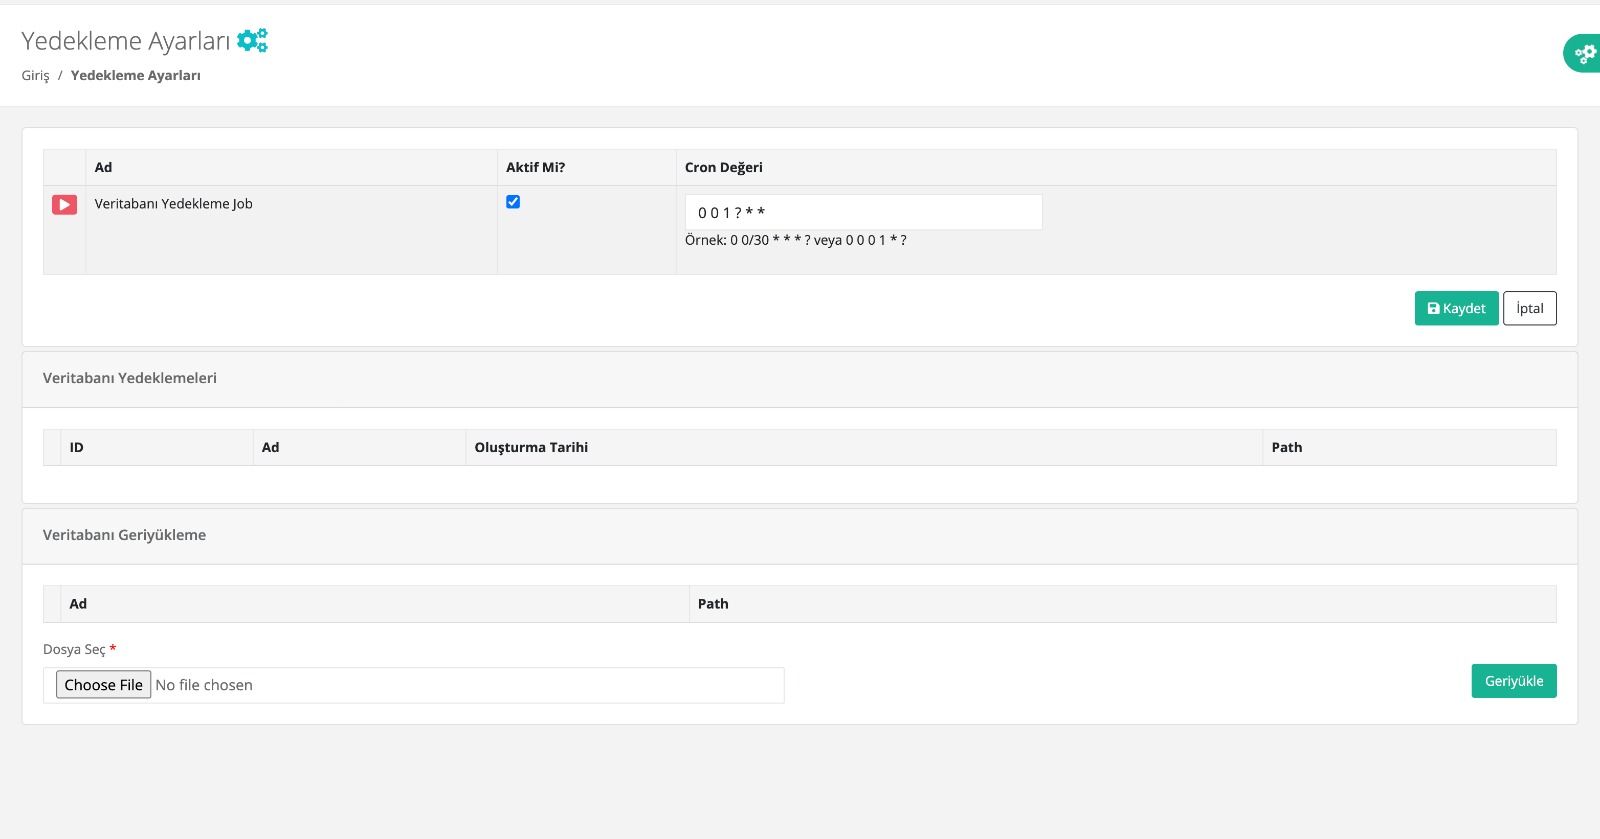 Yedekleme Ayarları
Giriş / Yedekleme Ayarları
Ad Aktif Mi? Cron Değeri
Veritabanı Yedekleme Job 0 0 1 ? * *
Örnek: 0 0/30 * * * ? veya 0 0 0 1 * ?
Kaydet İptal
Veritabanı Yedeklemeleri
ID Ad Oluşturma Tarihi Path
Veritabanı Geriyükleme
Ad Path
Dosya Seç *
Choose File No file chosen
Geriyükle